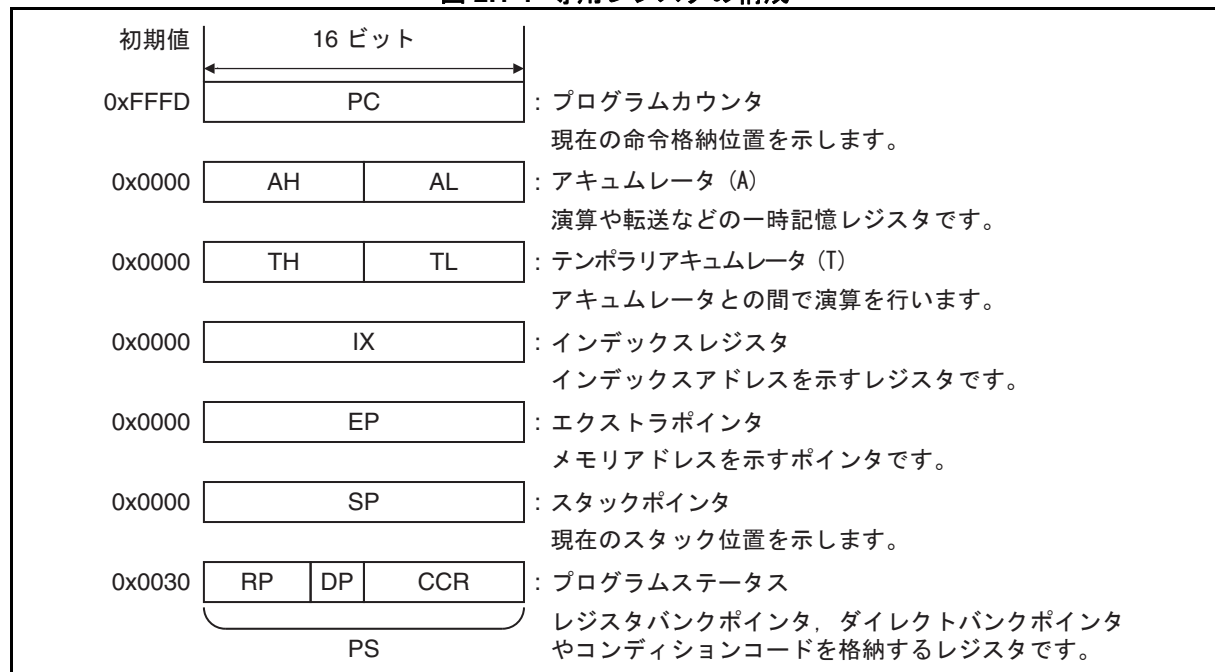 初期値 16 ビット
0xFFFD PC : プログラムカウンタ
現在の命令格納位置を示します。
0x0000 AH AL : アキュムレータ (A)
演算や転送などの一時記憶レジスタです。
0x0000 TH TL : テンポラリアキュムレータ (T)
アキュムレータとの間で演算を行います。
0x0000 IX : インデックスレジスタ
インデックスアドレスを示すレジスタです。
0x0000 EP : エクストラポインタ
メモリアドレスを示すポインタです。
0x0000 SP : スタックポインタ
現在のスタック位置を示します。
0x0030 RP DP CCR : プログラムステータス
レジスタバンクポインタ, ダイレクトバンクポインタ
PS やコンディションコードを格納するレジスタです。